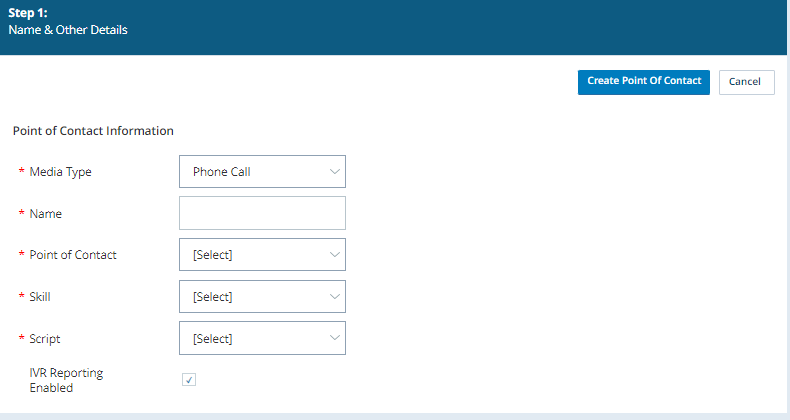 Step 1:
Name & Other Details
Create Point Of Contact
Cancel
Point of Contact Information
* Media Type
Phone Call
* Name
* Point of Contact
[Select]
* Skill
[Select]
* Script
[Select]
IVR Reporting
Enabled